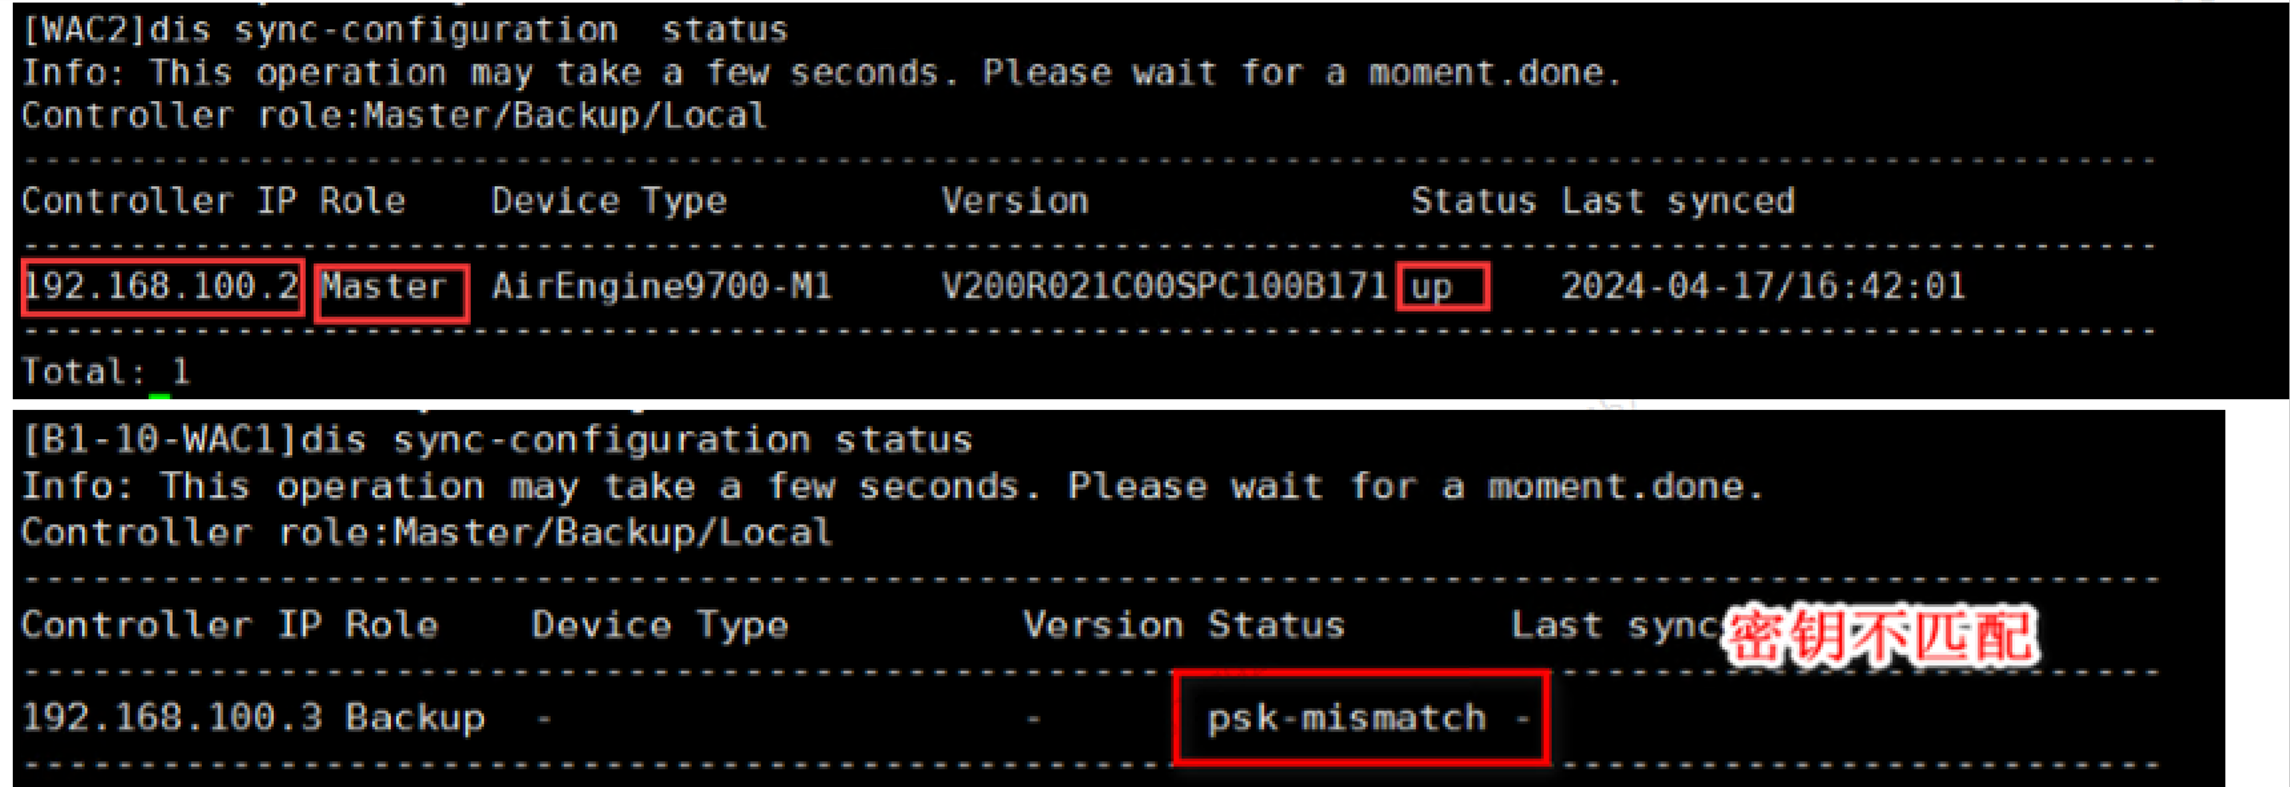 [WAC2]dis sync-configuration  status
Info: This operation may take a few seconds. Please wait for a moment.done.
Controller role:Master/Backup/Local
--------------------------------------------------------------------------------
Controller IP Role    Device Type          Version               Status Last synced
--------------------------------------------------------------------------------
192.168.100.2 Master  AirEngine9700-M1     V200R021C00SPC100B171 up     2024-04-17/16:42:01
--------------------------------------------------------------------------------
Total: 1
[B1-10-WAC1]dis sync-configuration status
Info: This operation may take a few seconds. Please wait for a moment.done.
Controller role:Master/Backup/Local
--------------------------------------------------------------------------------
Controller IP Role    Device Type            Version Status        Last sync 密钥不匹配
--------------------------------------------------------------------------------
192.168.100.3 Backup  -                      -       psk-mismatch -
--------------------------------------------------------------------------------